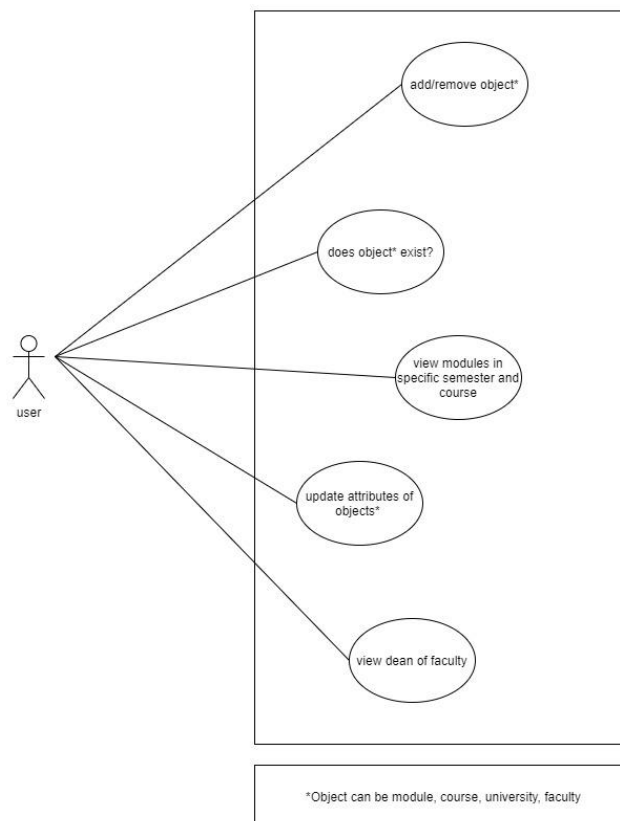 add/remove object*
does object* exist?
view modules in
specific semester and
course
user
update attributes of
objects*
view dean of faculty
*Object can be module, course, university, faculty